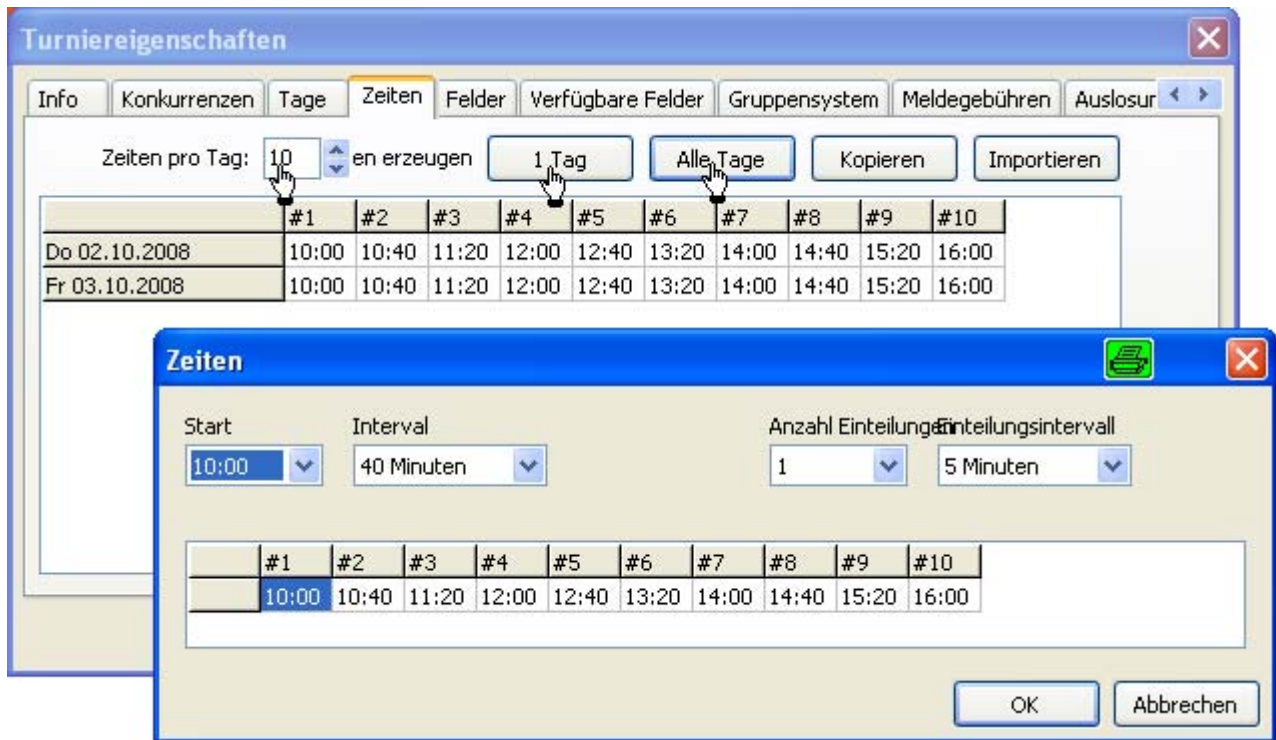 Turniereigenschaften
Info Konkurrenzen Tage Zeiten Felder Verfügbare Felder Gruppensystem Meldegebühren Auslosur
Zeiten pro Tag: 10 en erzeugen 1 Tag Alle Tage Kopieren Importieren
#1 #2 #3 #4 #5 #6 #7 #8 #9 #10
Do 02.10.2008 10:00 10:40 11:20 12:00 12:40 13:20 14:00 14:40 15:20 16:00
Fr 03.10.2008 10:00 10:40 11:20 12:00 12:40 13:20 14:00 14:40 15:20 16:00
Zeiten
Start Interval Anzahl Einteilungen Einteilungsintervall
10:00 40 Minuten 1 5 Minuten
#1 #2 #3 #4 #5 #6 #7 #8 #9 #10
10:00 10:40 11:20 12:00 12:40 13:20 14:00 14:40 15:20 16:00
OK Abbrechen